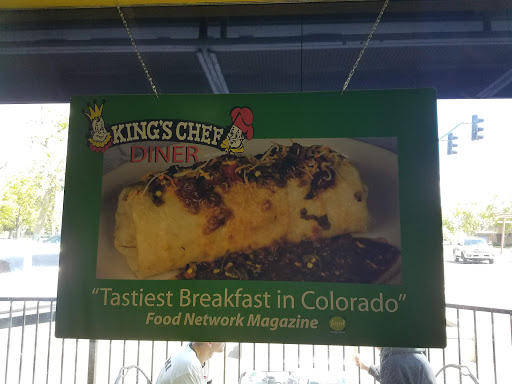 KING'S CHEF
DINER
"Tastiest Breakfast in Colorado"
Food Network Magazine